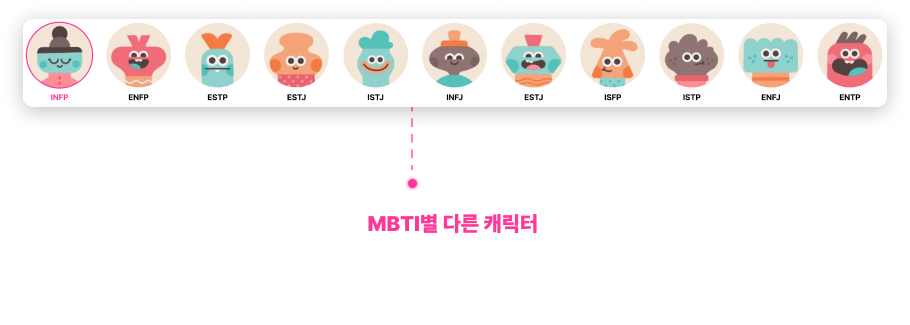 INFP ENFP ESTP ESTJ ISTJ INFJ ESTJ ISFP ISTP ENFJ ENTP
MBTI별 다른 캐릭터